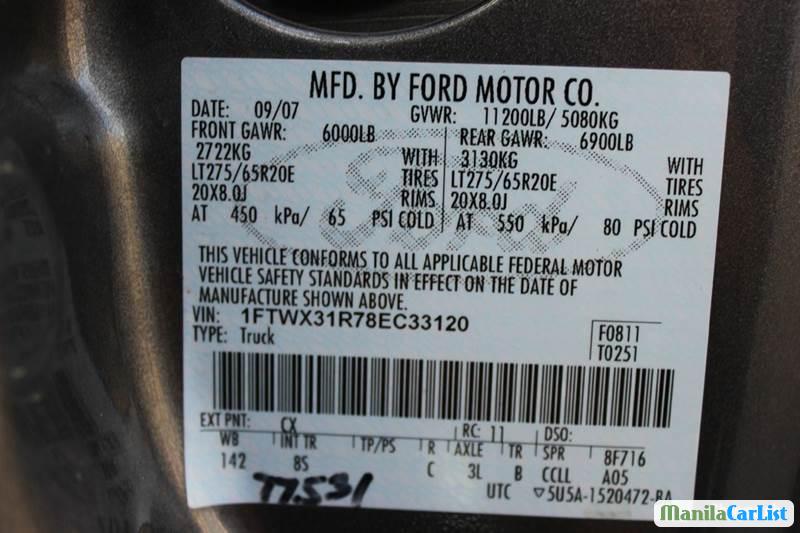 MFD. BY FORD MOTOR CO.
DATE: 09/07 GVWR: 11200LB/ 5080KG
FRONT GAWR: 6000LB REAR GAWR: 6900LB
2722KG WITH 3130KG WITH
LT275/65R20E TIRES LT275/65R20E TIRES
20X8.0J RIMS 20X8.0J RIMS
AT 450 kPa/ 65 PSI COLD AT 550 kPa/ 80 PSI COLD
Ford
THIS VEHICLE CONFORMS TO ALL APPLICABLE FEDERAL MOTOR
VEHICLE SAFETY STANDARDS IN EFFECT ON THE DATE OF
MANUFACTURE SHOWN ABOVE.
VIN: 1FTWX31R78EC33120 F0811
TYPE: Truck T0251
EXT PNT: CX RC: 11 DSO:
WB INT TR TP/PS R AXLE TR SPR 8F716
142 8S C 3L B CCLL A05
UTC ▽5U5A-1520472-BA
T7531
ManilaCarList